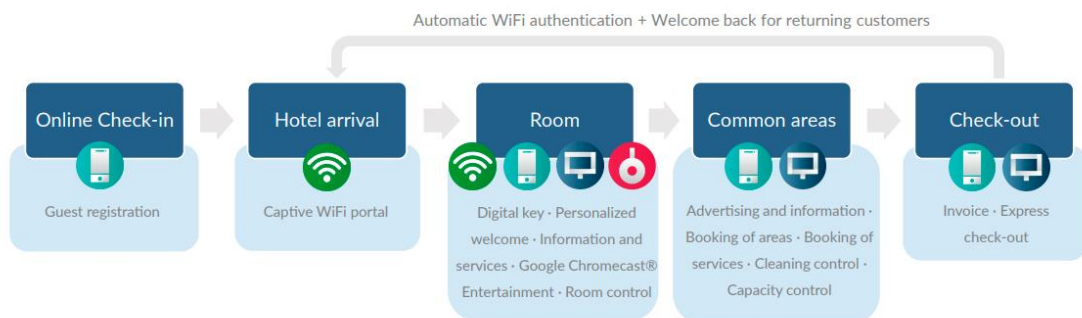 Automatic WiFi authentication + Welcome back for returning customers
Online Check-in
Guest registration
Hotel arrival
Captive WiFi portal
Room
Digital key · Personalized
welcome · Information and
services · Google Chromecast®
Entertainment · Room control
Common areas
Advertising and information ·
Booking of areas · Booking of
services · Cleaning control ·
Capacity control
Check-out
Invoice · Express
check-out